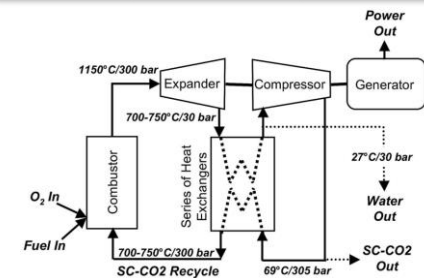 Power
Out
1150°C/300 bar
Expander
Compressor
Generator
700-750°C/30 bar
Combustor
Series of Heat
Exchangers
27°C/30 bar
O2 In
Fuel In
Water
Out
700-750°C/300 bar
SC-CO2 Recycle
69°C/305 bar
SC-CO2
Out